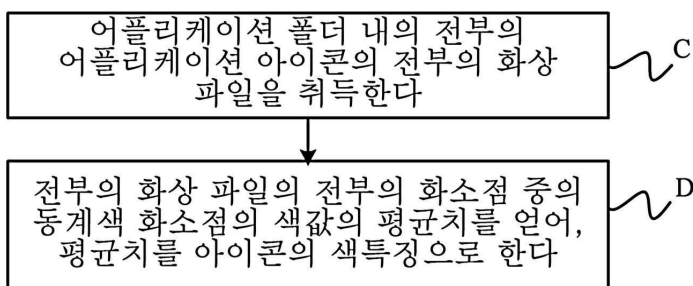 어플리케이션 폴더 내의 전부의
어플리케이션 아이콘의 전부의 화상
파일을 취득한다
C
전부의 화상 파일의 전부의 화소점 중의
동계색 화소점의 색값의 평균치를 얻어,
평균치를 아이콘의 색특징으로 한다
D